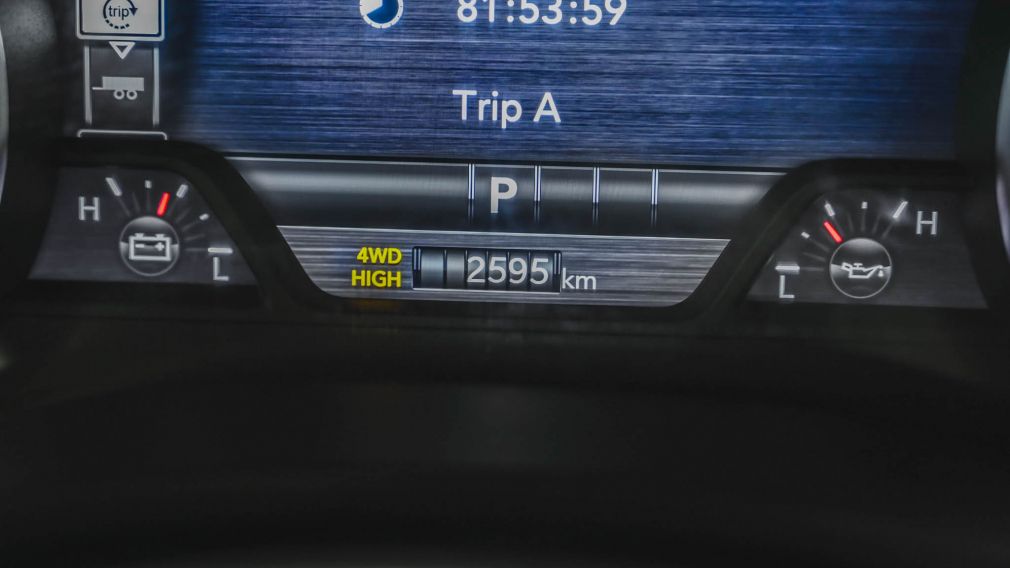 trip
81:53:59
Trip A
P
H
L
4WD
HIGH
2595 km
H
L